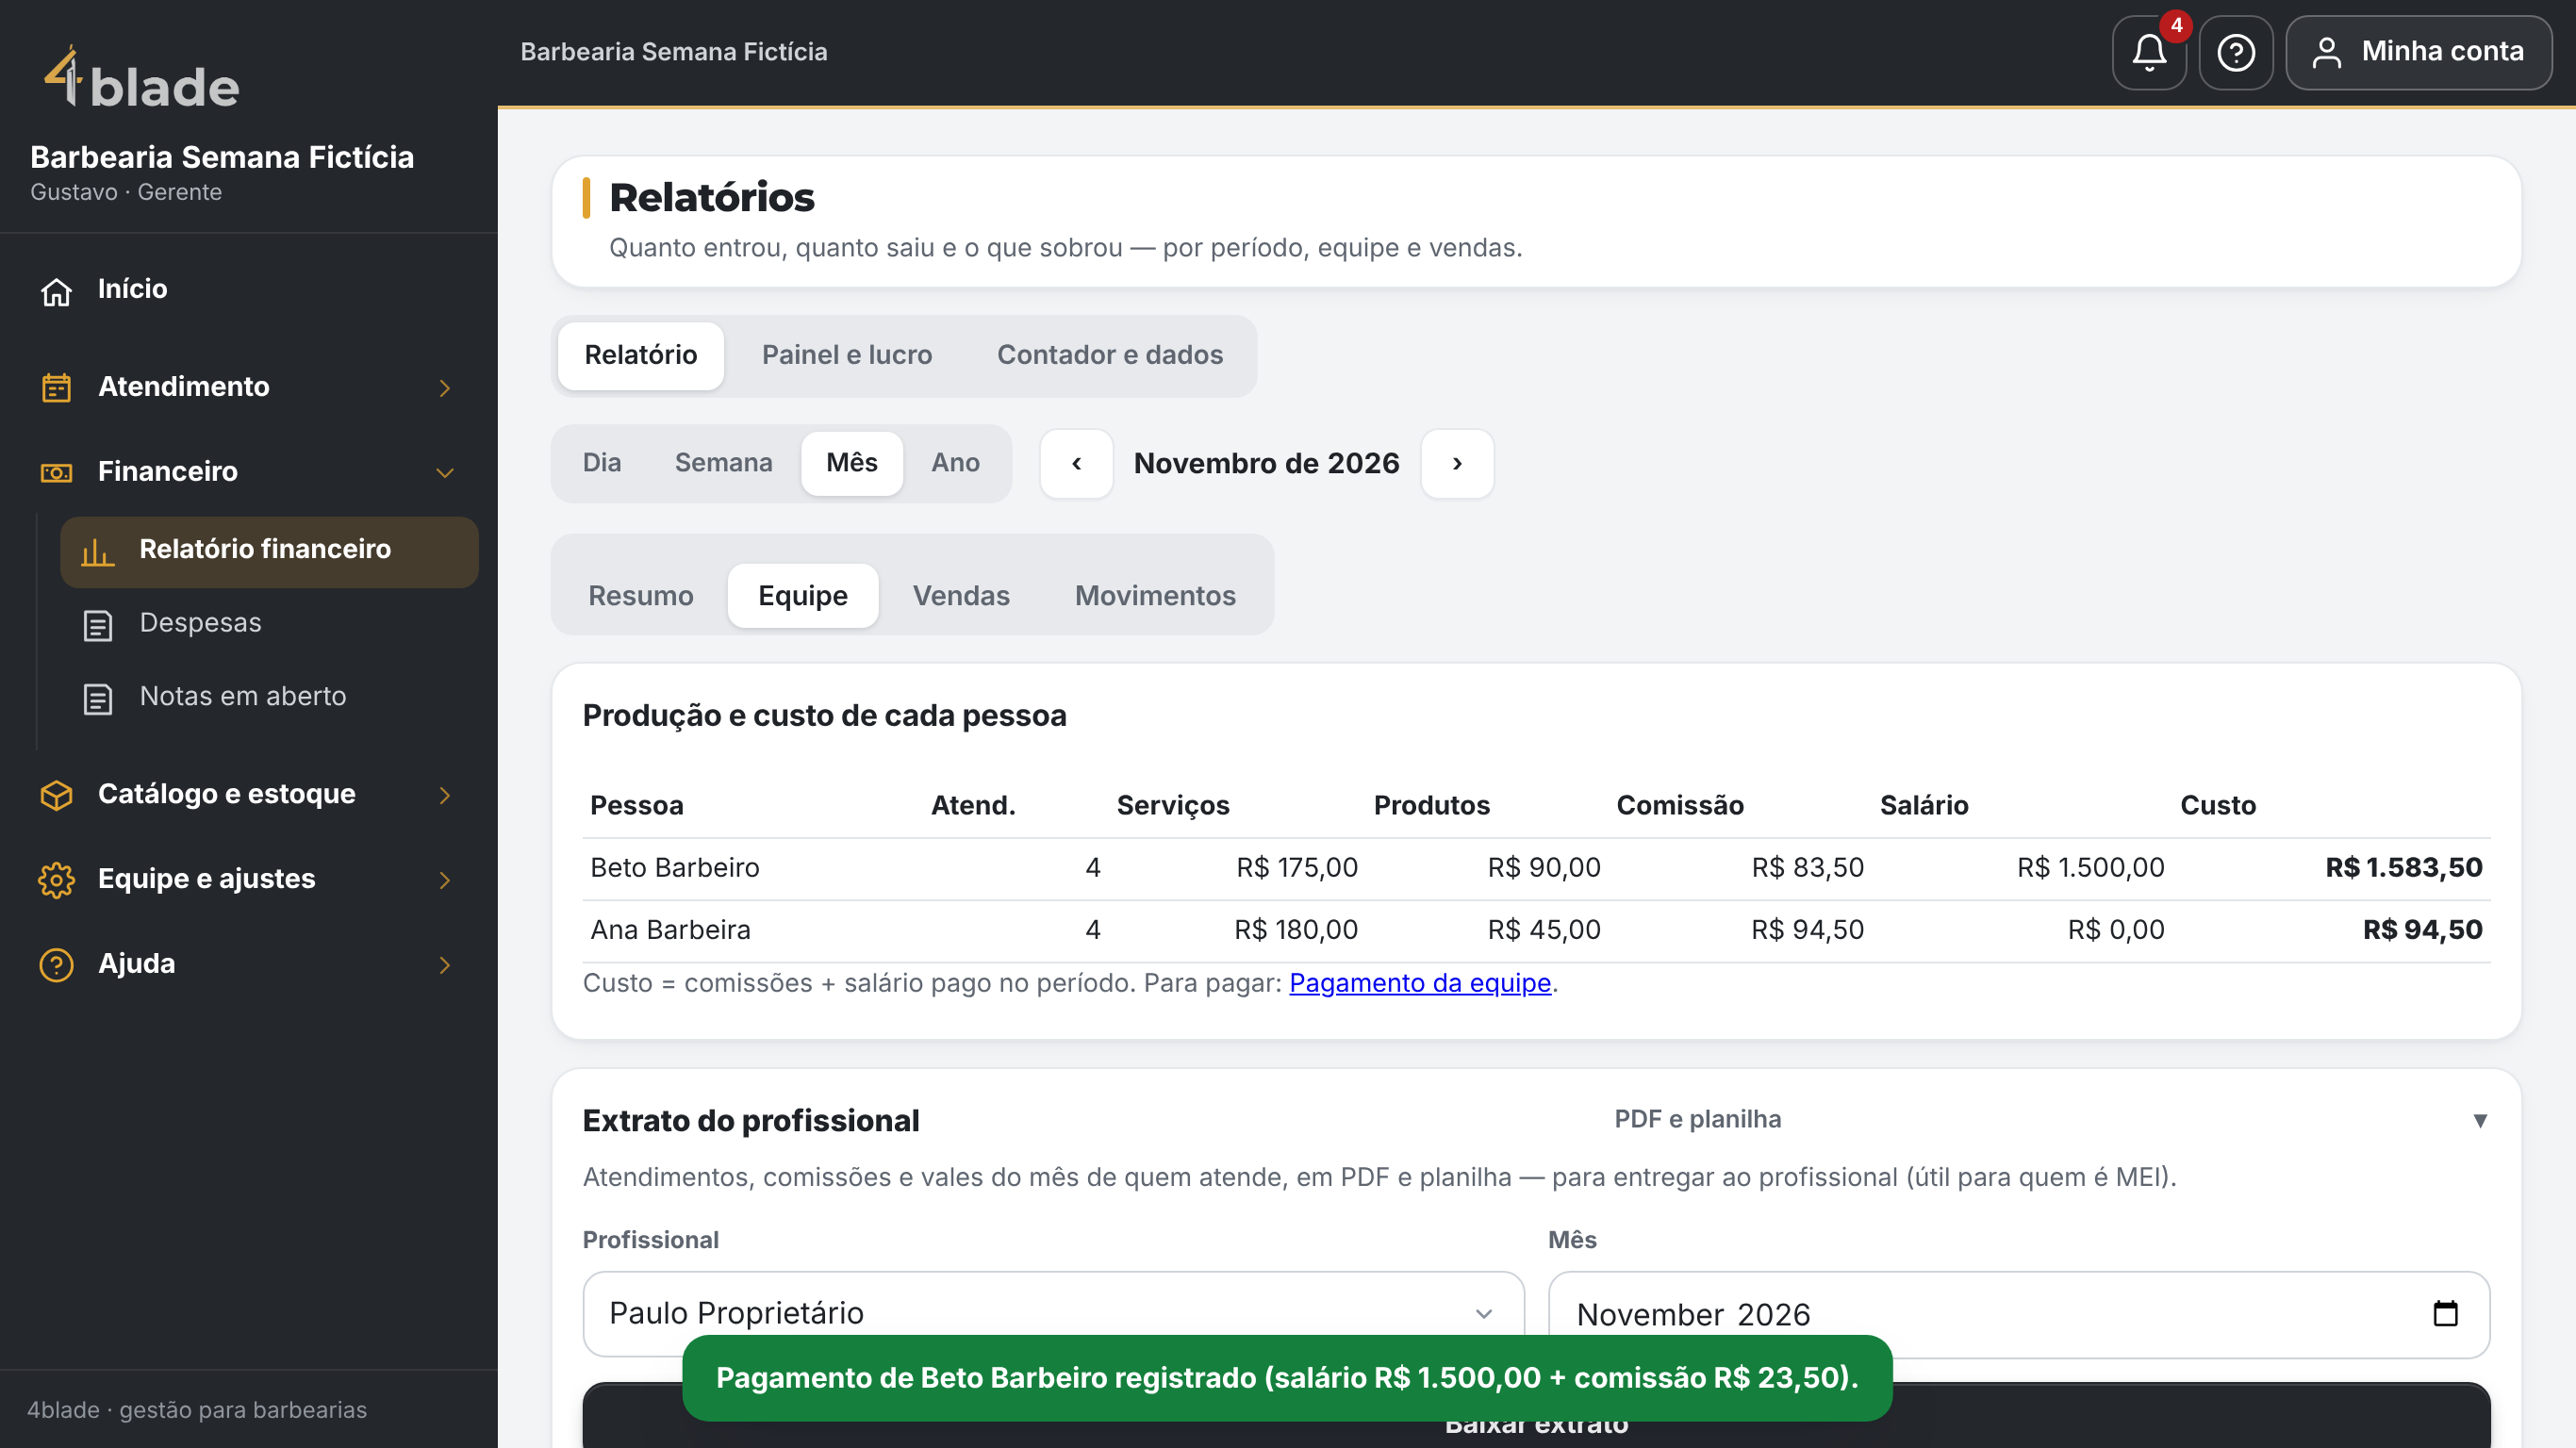 4blade
Barbearia Semana Fictícia
Gustavo · Gerente
Início
Atendimento
Financeiro
Relatório financeiro
Despesas
Notas em aberto
Catálogo e estoque
Equipe e ajustes
Ajuda
4blade · gestão para barbearias
Barbearia Semana Fictícia
4
Minha conta
Relatórios
Quanto entrou, quanto saiu e o que sobrou — por período, equipe e vendas.
Relatório Painel e lucro Contador e dados
Dia Semana Mês Ano ‹ Novembro de 2026 ›
Resumo Equipe Vendas Movimentos
Produção e custo de cada pessoa
Pessoa Atend. Serviços Produtos Comissão Salário Custo
Beto Barbeiro 4 R$ 175,00 R$ 90,00 R$ 83,50 R$ 1.500,00 R$ 1.583,50
Ana Barbeira 4 R$ 180,00 R$ 45,00 R$ 94,50 R$ 0,00 R$ 94,50
Custo = comissões + salário pago no período. Para pagar: Pagamento da equipe.
Extrato do profissional PDF e planilha ▼
Atendimentos, comissões e vales do mês de quem atende, em PDF e planilha — para entregar ao profissional (útil para quem é MEI).
Profissional Mês
Paulo Proprietário November 2026
Pagamento de Beto Barbeiro registrado (salário R$ 1.500,00 + comissão R$ 23,50).
Baixar extrato